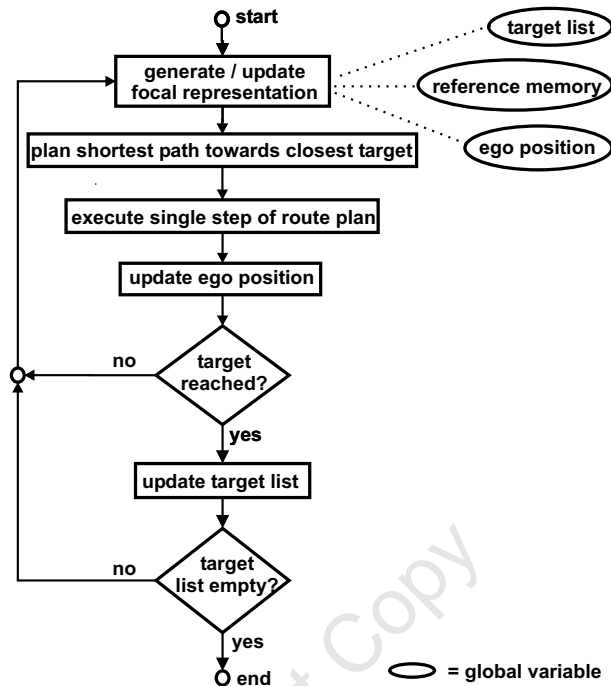 start
target list
generate / update
focal representation
reference memory
ego position
plan shortest path towards closest target
execute single step of route plan
update ego position
no
target
reached?
yes
update target list
no
target
list empty?
yes
end
= global variable
t Copy